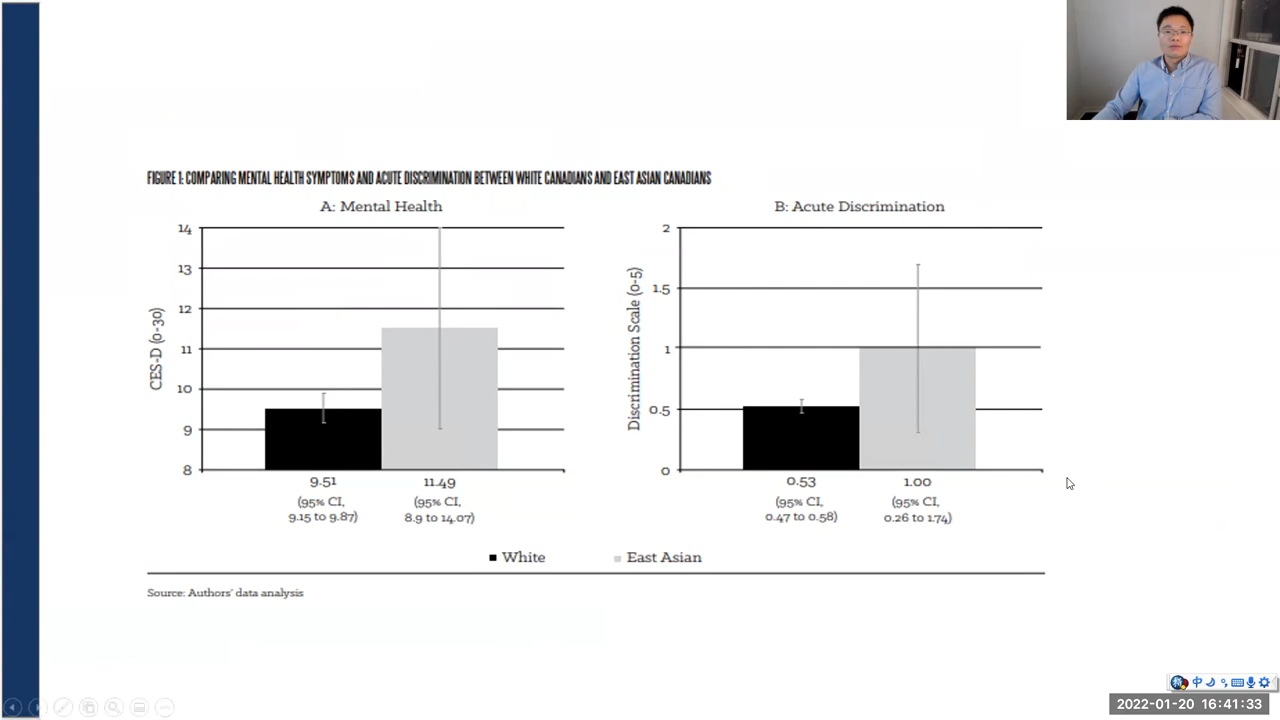 FIGURE 1: COMPARING MENTAL HEALTH SYMPTOMS AND ACUTE DISCRIMINATION BETWEEN WHITE CANADIANS AND EAST ASIAN CANADIANS
A: Mental Health
CES-D (0-30)
14
13
12
11
10
9
8
9.51
(95% CI,
9.15 to 9.87)
11.49
(95% CI,
8.9 to 14.07)
B: Acute Discrimination
Discrimination Scale (0-5)
2
1.5
1
0.5
0
0.53
(95% CI,
0.47 to 0.58)
1.00
(95% CI,
0.26 to 1.74)
White
East Asian
Source: Authors' data analysis
中
2022-01-20 16:41:33